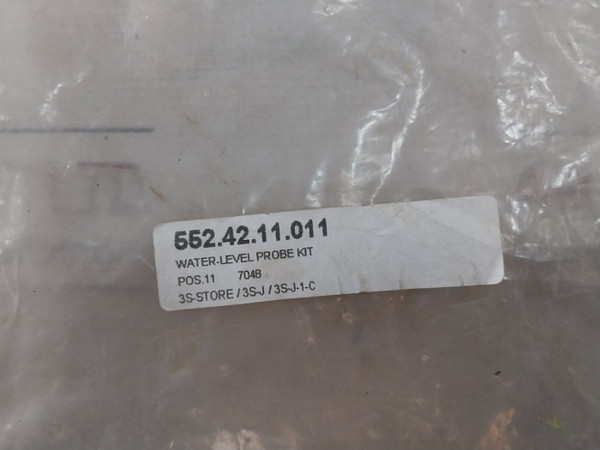 552.42.11.011
WATER-LEVEL PROBE KIT
POS.11 7048
3S-STORE / 3S-J / 3S-J-1-C